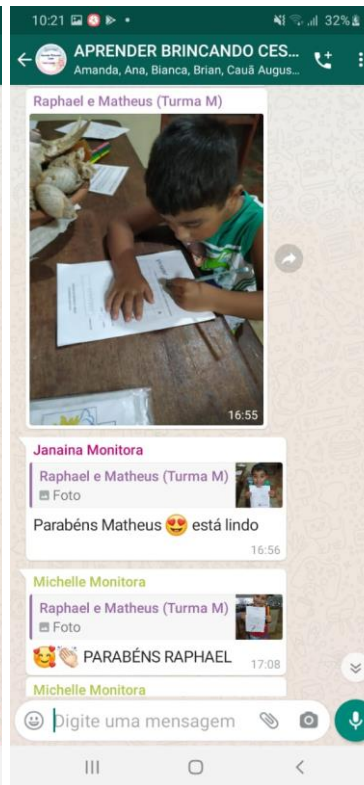 10:21
32%
APRENDER BRINCANDO CES...
Amanda, Ana, Bianca, Brian, Cauã Augus...
Raphael e Matheus (Turma M)
16:55
Janaina Monitora
Raphael e Matheus (Turma M)
Foto
Parabéns Matheus 😍 está lindo
16:56
Michelle Monitora
Raphael e Matheus (Turma M)
Foto
🥰👏🏻 PARABÉNS RAPHAEL
17:08
Michelle Monitora
Digite uma mensagem